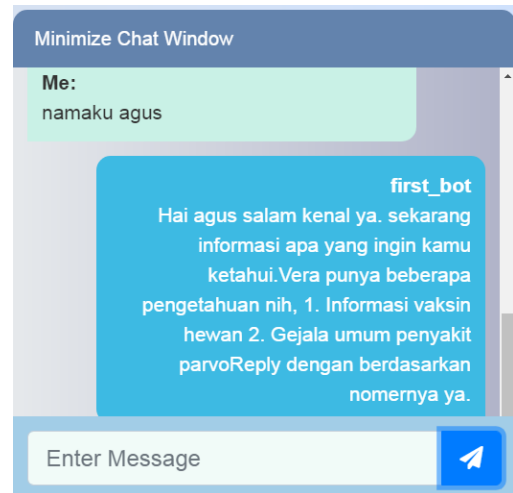 Minimize Chat Window
Me:
namaku agus
first_bot
Hai agus salam kenal ya. sekarang
informasi apa yang ingin kamu
ketahui.Vera punya beberapa
pengetahuan nih, 1. Informasi vaksin
hewan 2. Gejala umum penyakit
parvoReply dengan berdasarkan
nomernya ya.
Enter Message